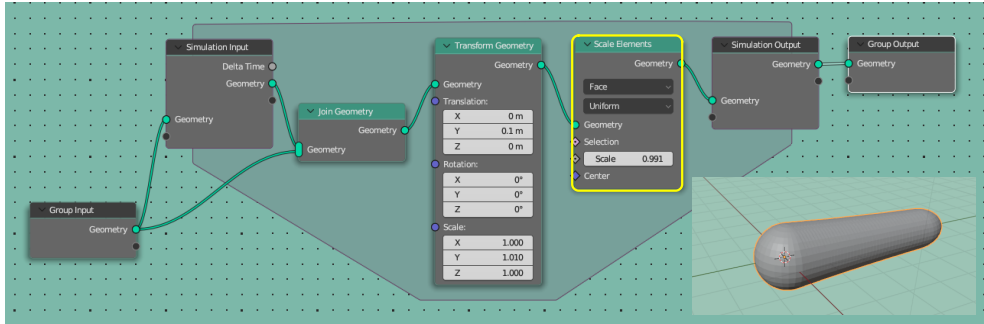 Simulation Input
Delta Time
Geometry
Geometry
Group Input
Geometry
Join Geometry
Geometry
Geometry
Transform Geometry
Geometry
Geometry
Translation:
X 0 m
Y 0.1 m
Z 0 m
Rotation:
X 0°
Y 0°
Z 0°
Scale:
X 1.000
Y 1.010
Z 1.000
Scale Elements
Geometry
Face
Uniform
Geometry
Selection
Scale 0.991
Center
Simulation Output
Geometry
Geometry
Group Output
Geometry